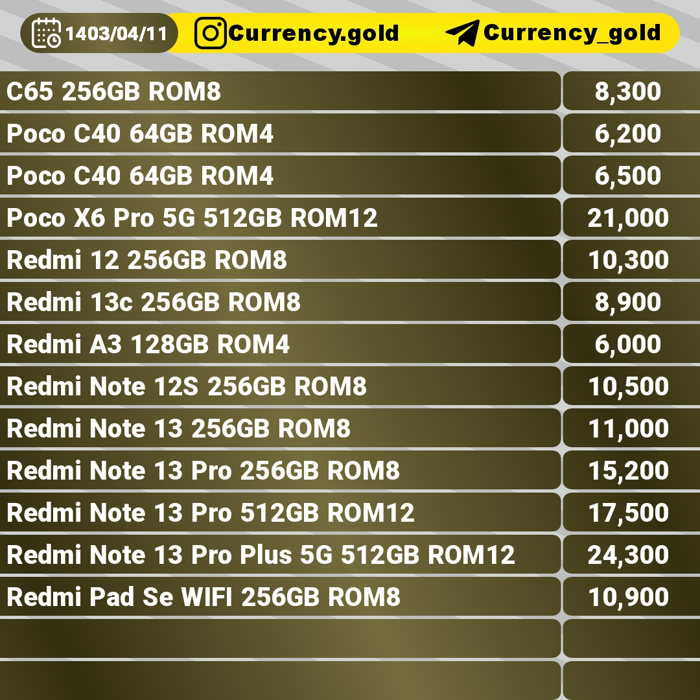 1403/04/11 Currency.gold Currency_gold
C65 256GB ROM8 8,300
Poco C40 64GB ROM4 6,200
Poco C40 64GB ROM4 6,500
Poco X6 Pro 5G 512GB ROM12 21,000
Redmi 12 256GB ROM8 10,300
Redmi 13c 256GB ROM8 8,900
Redmi A3 128GB ROM4 6,000
Redmi Note 12S 256GB ROM8 10,500
Redmi Note 13 256GB ROM8 11,000
Redmi Note 13 Pro 256GB ROM8 15,200
Redmi Note 13 Pro 512GB ROM12 17,500
Redmi Note 13 Pro Plus 5G 512GB ROM12 24,300
Redmi Pad Se WIFI 256GB ROM8 10,900